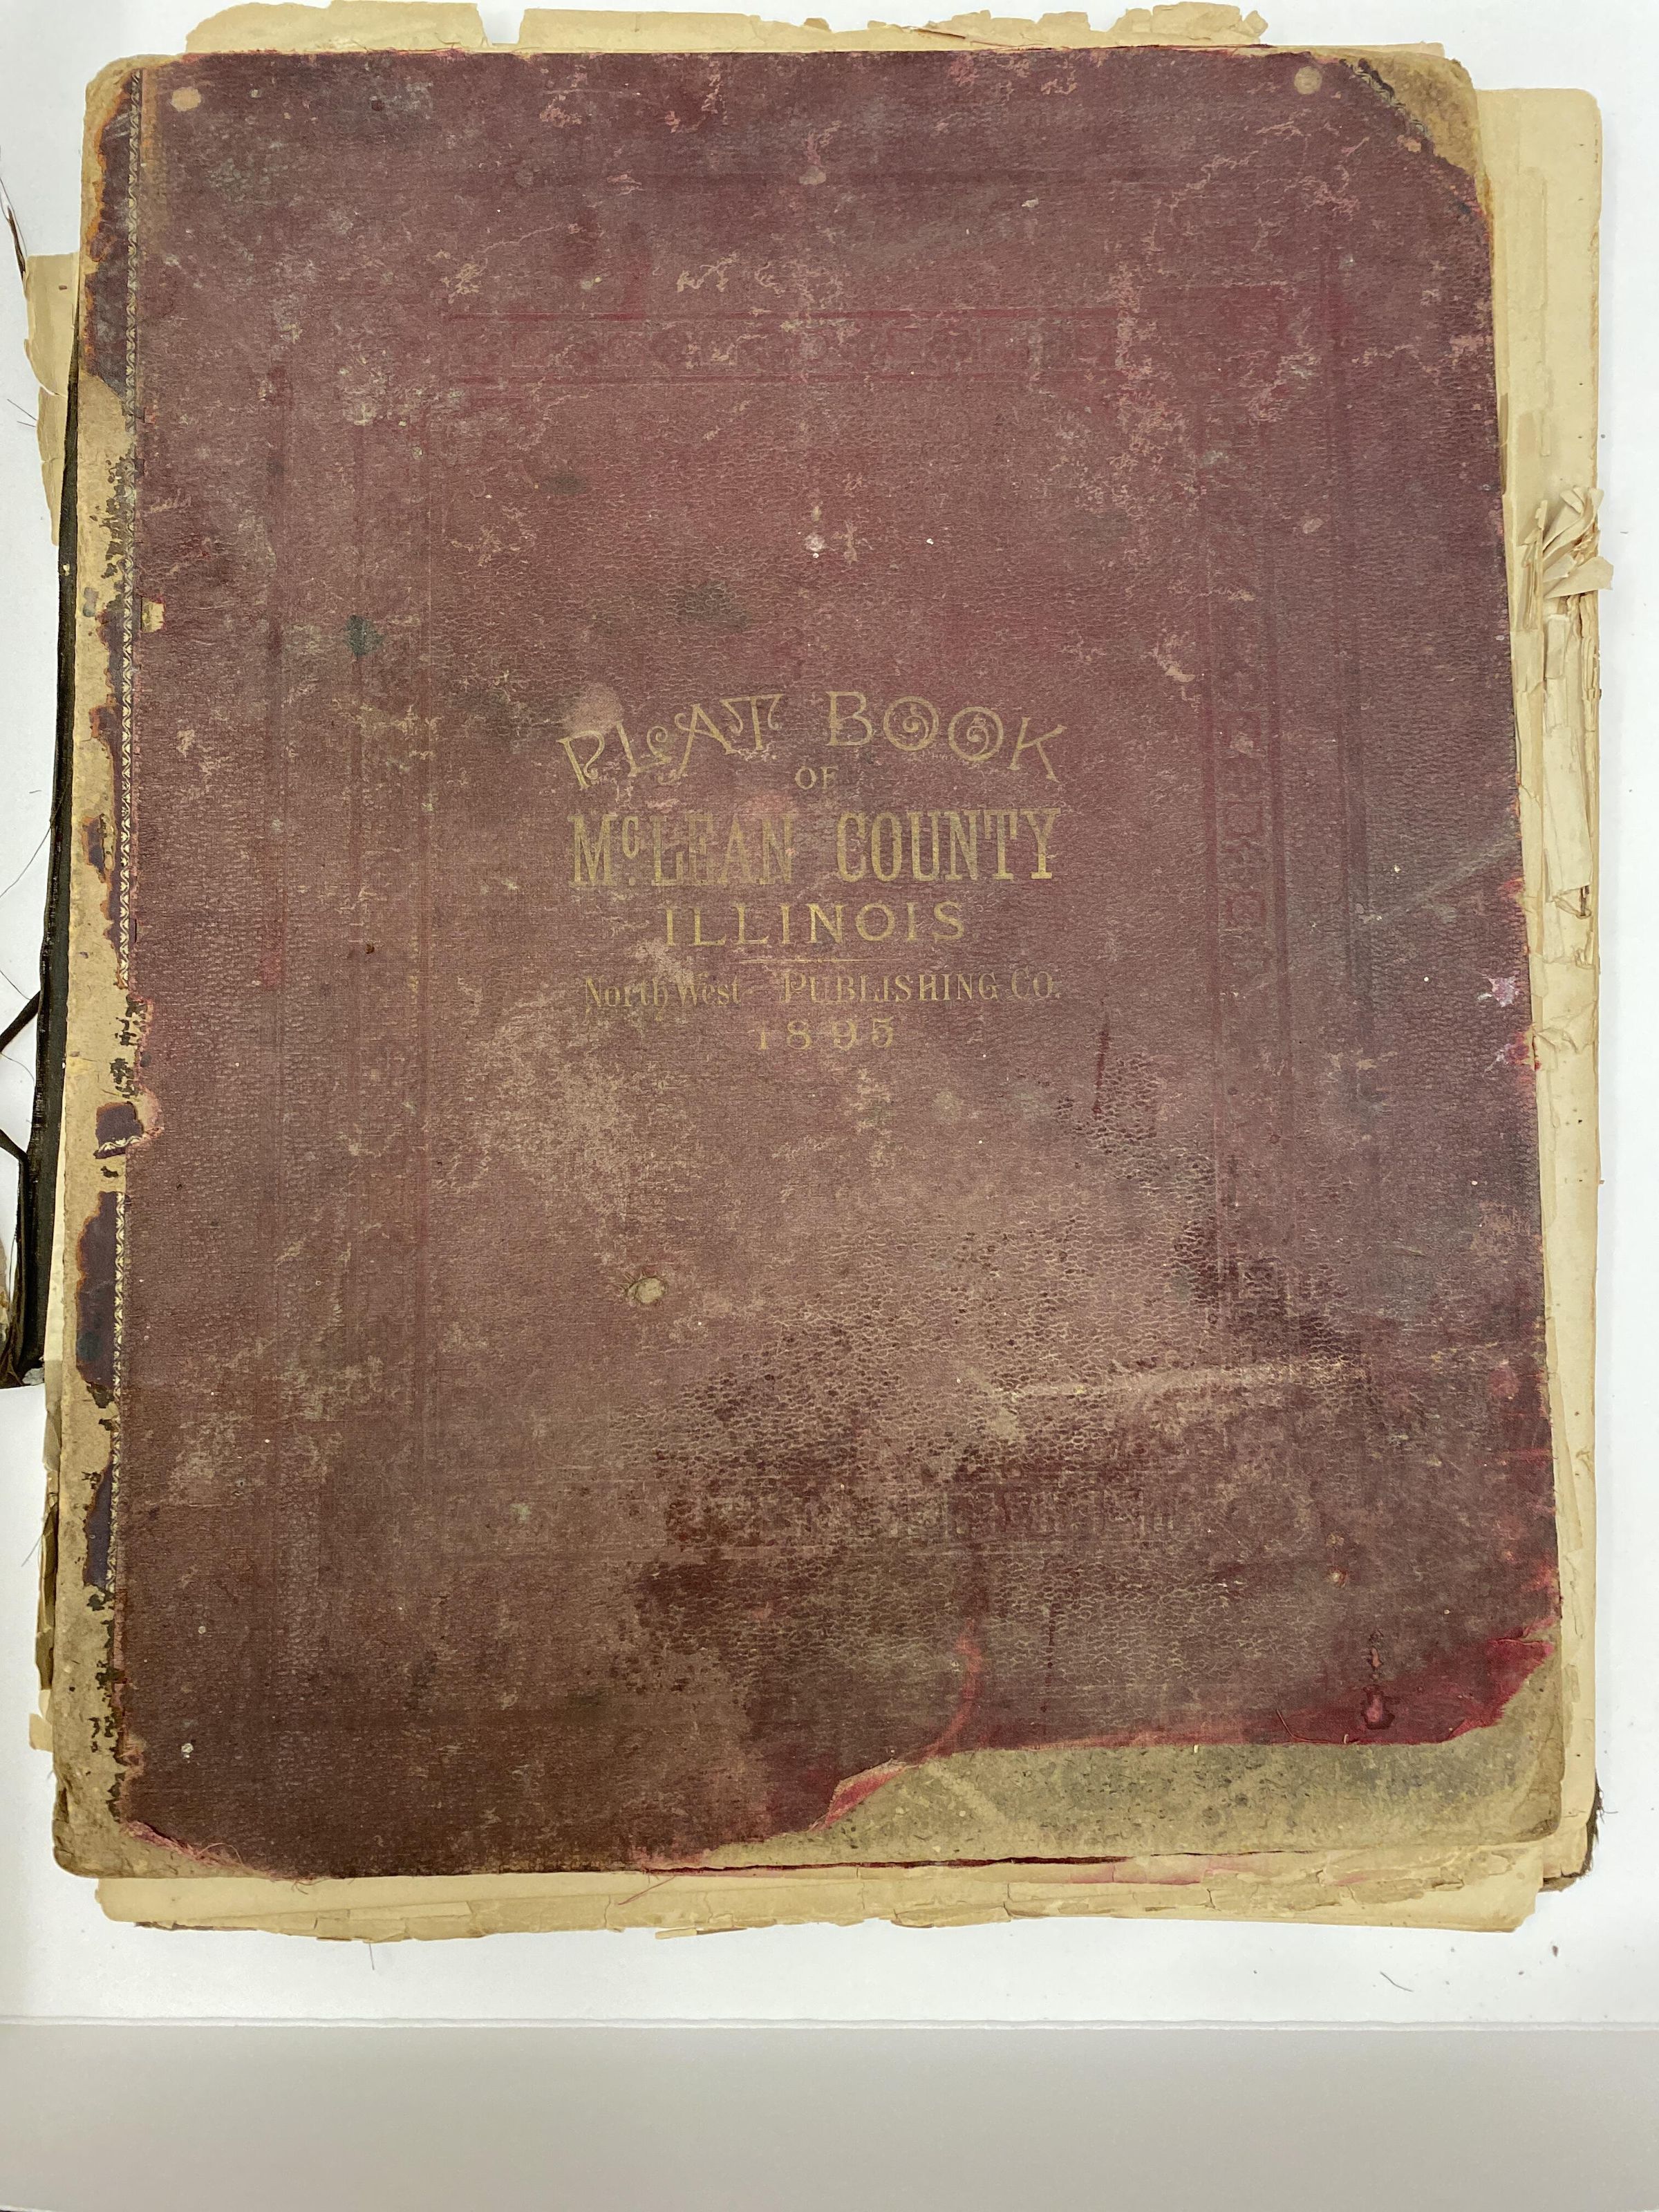 PLAT BOOK
OF
McLEAN COUNTY
ILLINOIS
North West PUBLISHING CO.
1895